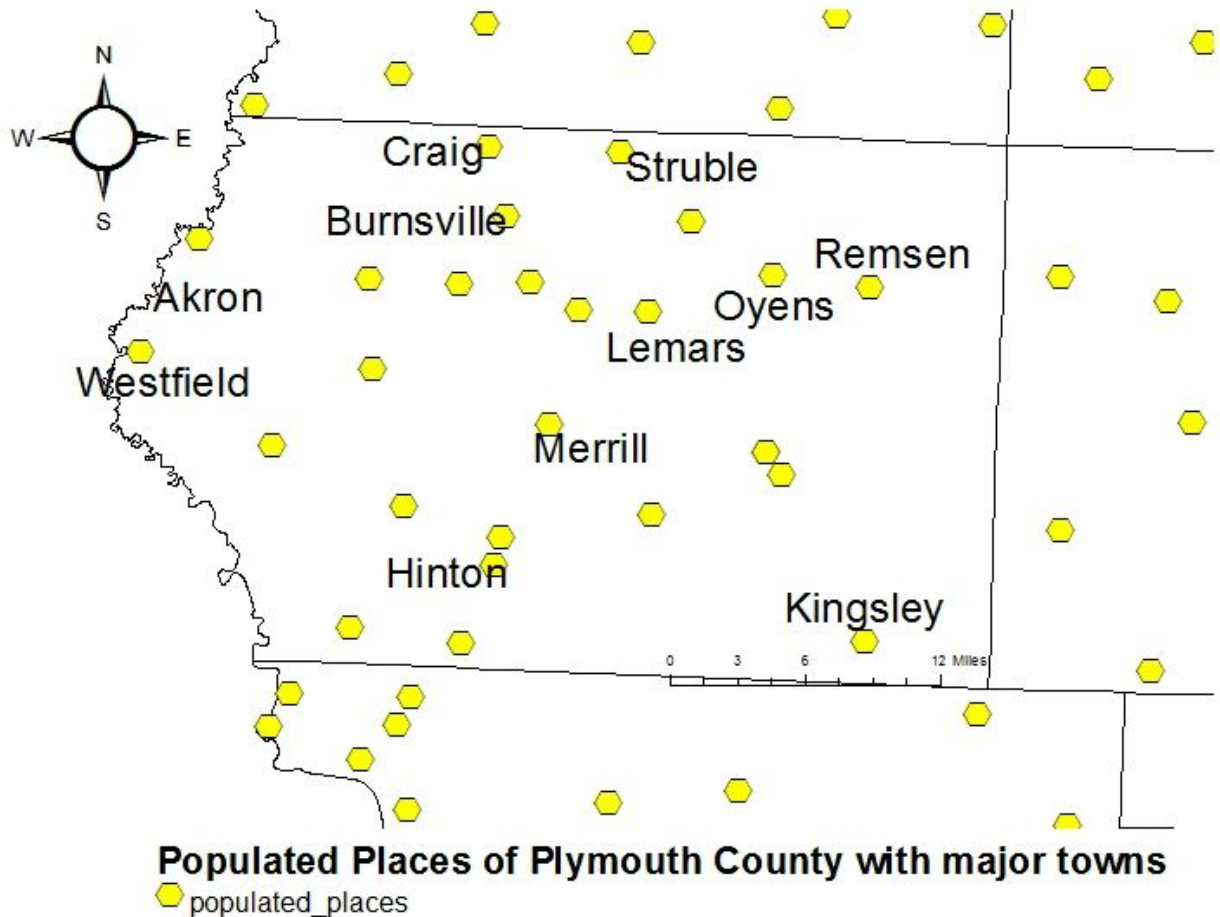 N
W E
S
Craig
Struble
Burnsville
Remsen
Akron
Oyens
Lemars
Westfield
Merrill
Hinton
Kingsley
0 3 6 12 Miles
Populated Places of Plymouth County with major towns
populated_places